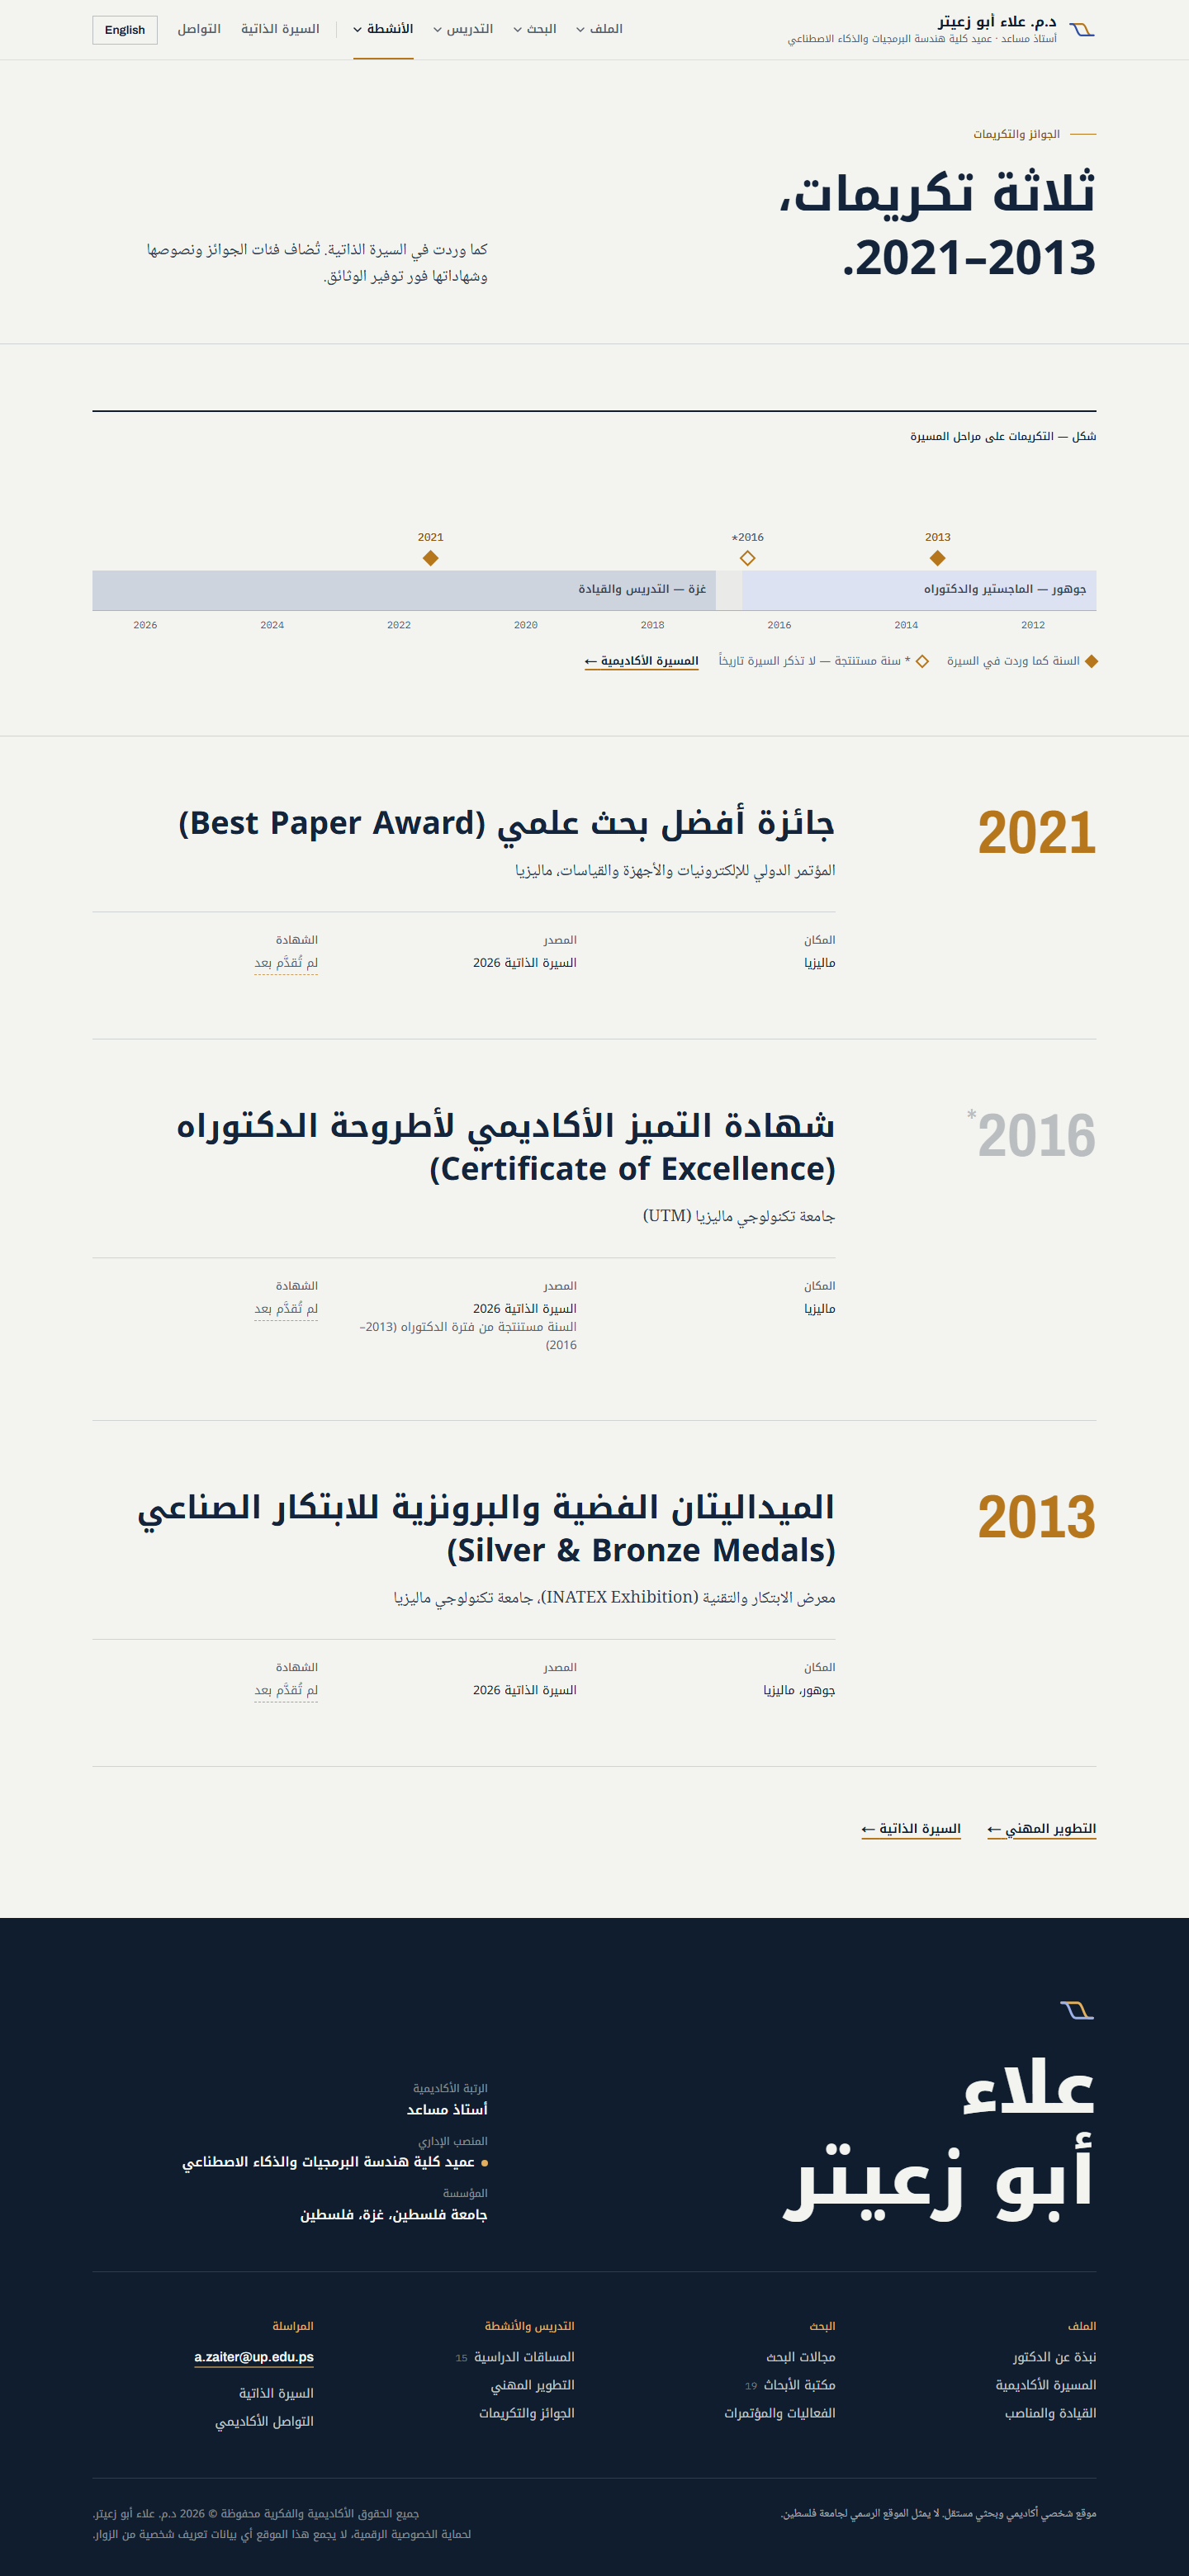 د.م. علاء أبو زعيتر
أستاذ مساعد · عميد كلية هندسة البرمجيات والذكاء الاصطناعي
الملف
البحث
التدريس
الأنشطة
السيرة الذاتية
التواصل
English
الجوائز والتكريمات
ثلاثة تكريمات،
2013–2021.
كما وردت في السيرة الذاتية. تُضاف فئات الجوائز ونصوصها
وشهاداتها فور توفير الوثائق.
شكل — التكريمات على مراحل المسيرة
2013
2016*
2021
جوهور — الماجستير والدكتوراه
غزة — التدريس والقيادة
2012
2014
2016
2018
2020
2022
2024
2026
السنة كما وردت في السيرة
* سنة مستنتجة — لا تذكر السيرة تاريخاً
المسيرة الأكاديمية ←
2021
جائزة أفضل بحث علمي (Best Paper Award)
المؤتمر الدولي للإلكترونيات والأجهزة والقياسات، ماليزيا
المكان
ماليزيا
المصدر
السيرة الذاتية 2026
الشهادة
لم تُقدَّم بعد
2016*
شهادة التميز الأكاديمي لأطروحة الدكتوراه
(Certificate of Excellence)
جامعة تكنولوجي ماليزيا (UTM)
المكان
ماليزيا
المصدر
السيرة الذاتية 2026
السنة مستنتجة من فترة الدكتوراه (2013–
2016)
الشهادة
لم تُقدَّم بعد
2013
الميداليتان الفضية والبرونزية للابتكار الصناعي
(Silver & Bronze Medals)
معرض الابتكار والتقنية (INATEX Exhibition)، جامعة تكنولوجي ماليزيا
المكان
جوهور، ماليزيا
المصدر
السيرة الذاتية 2026
الشهادة
لم تُقدَّم بعد
التطوير المهني ←
السيرة الذاتية ←
علاء
أبو زعيتر
الرتبة الأكاديمية
أستاذ مساعد
المنصب الإداري
عميد كلية هندسة البرمجيات والذكاء الاصطناعي
المؤسسة
جامعة فلسطين، غزة، فلسطين
الملف
نبذة عن الدكتور
المسيرة الأكاديمية
القيادة والمناصب
البحث
مجالات البحث
مكتبة الأبحاث 19
الفعاليات والمؤتمرات
التدريس والأنشطة
المساقات الدراسية 15
التطوير المهني
الجوائز والتكريمات
المراسلة
a.zaiter@up.edu.ps
السيرة الذاتية
التواصل الأكاديمي
موقع شخصي أكاديمي وبحثي مستقل. لا يمثل الموقع الرسمي لجامعة فلسطين.
جميع الحقوق الأكاديمية والفكرية محفوظة © 2026 د.م. علاء أبو زعيتر.
لحماية الخصوصية الرقمية، لا يجمع هذا الموقع أي بيانات تعريف شخصية من الزوار.